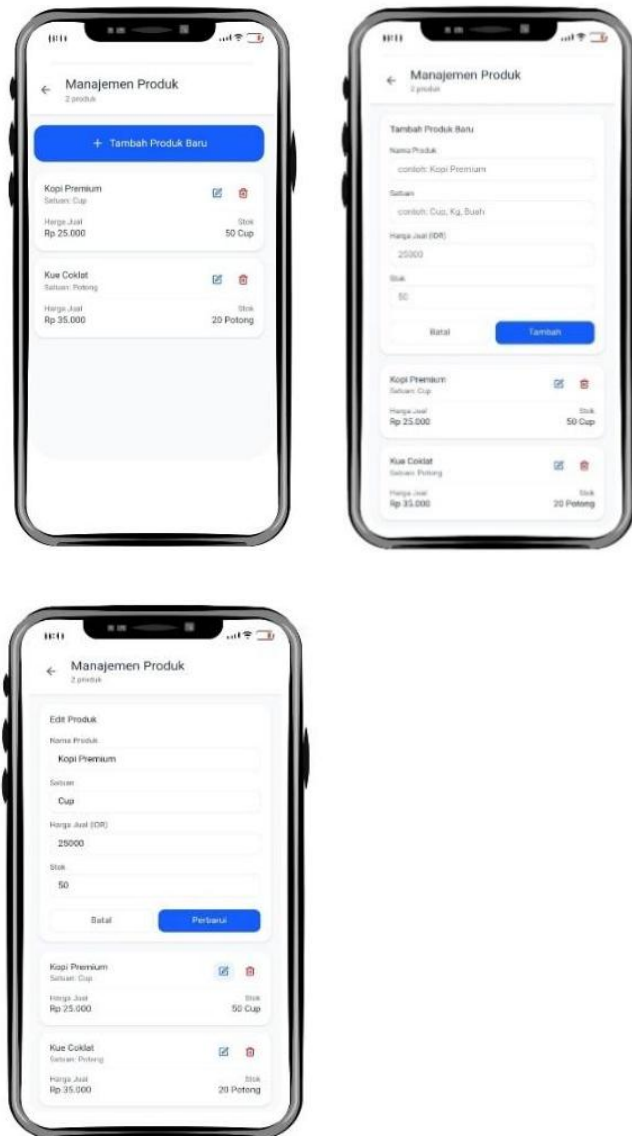 Manajemen Produk
2 produk
+ Tambah Produk Baru
Kopi Premium
Satuan: Cup
Harga Jual Stok
Rp 25.000 50 Cup
Kue Coklat
Satuan: Potong
Harga Jual Stok
Rp 35.000 20 Potong
Manajemen Produk
2 produk
Tambah Produk Baru
Nama Produk
contoh: Kopi Premium
Satuan
contoh: Cup, Kg, Buah
Harga Jual (IDR)
25000
Stok
50
Batal Tambah
Kopi Premium
Satuan: Cup
Harga Jual Stok
Rp 25.000 50 Cup
Kue Coklat
Satuan: Potong
Harga Jual Stok
Rp 35.000 20 Potong
Manajemen Produk
2 produk
Edit Produk
Nama Produk
Kopi Premium
Satuan
Cup
Harga Jual (IDR)
25000
Stok
50
Batal Perbarui
Kopi Premium
Satuan: Cup
Harga Jual Stok
Rp 25.000 50 Cup
Kue Coklat
Satuan: Potong
Harga Jual Stok
Rp 35.000 20 Potong